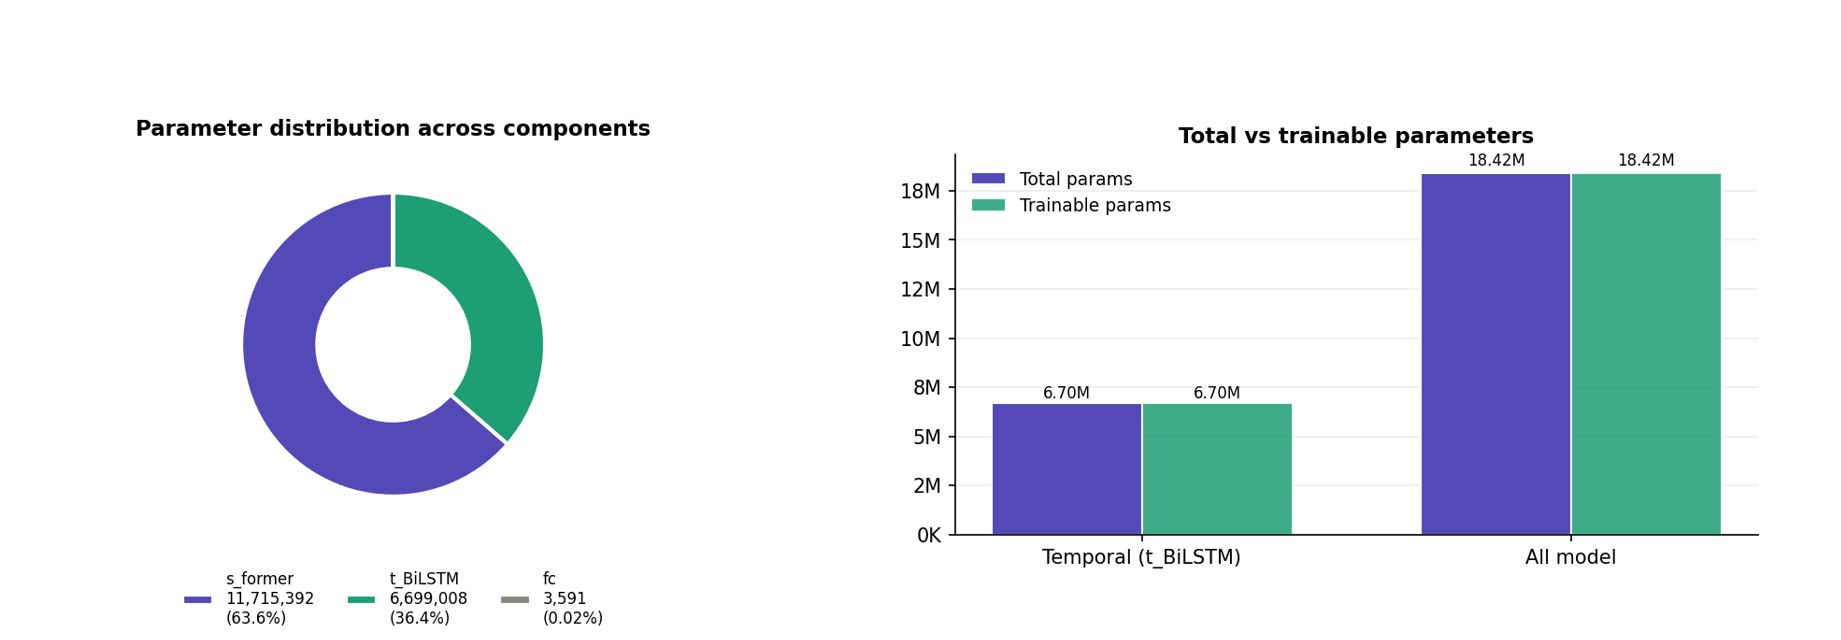 Parameter distribution across components
s_former
11,715,392
(63.6%)
t_BiLSTM
6,699,008
(36.4%)
fc
3,591
(0.02%)
Total vs trainable parameters
Total params
Trainable params
18M
15M
12M
10M
8M
5M
2M
0K
6.70M
6.70M
18.42M
18.42M
Temporal (t_BiLSTM)
All model